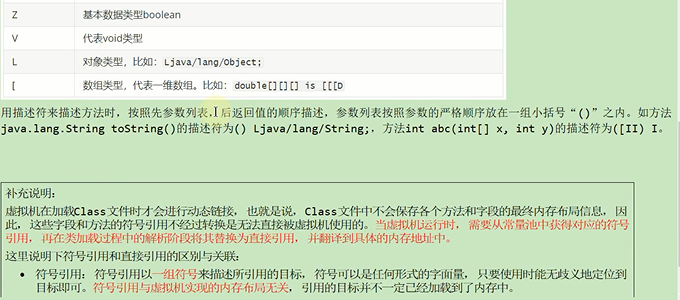 Z 基本数据类型boolean
V 代表void类型
L 对象类型，比如：Ljava/lang/Object;
[ 数组类型，代表一维数组。比如：double[][][] is [[[D
用描述符来描述方法时，按照先参数列表，后返回值的顺序描述，参数列表按照参数的严格顺序放在一组小括号“()”之内。如方法
java.lang.String toString()的描述符为() Ljava/lang/String;，方法int abc(int[] x, int y)的描述符为([II) I。
补充说明：
虚拟机在加载Class文件时才会进行动态链接，也就是说，Class文件中不会保存各个方法和字段的最终内存布局信息，因
此，这些字段和方法的符号引用不经过转换是无法直接被虚拟机使用的。当虚拟机运行时，需要从常量池中获得对应的符号
引用，再在类加载过程中的解析阶段将其替换为直接引用，并翻译到具体的内存地址中。
这里说明下符号引用和直接引用的区别与关联：
• 符号引用：符号引用以一组符号来描述所引用的目标，符号可以是任何形式的字面量，只要使用时能无歧义地定位到
目标即可。符号引用与虚拟机实现的内存布局无关，引用的目标并不一定已经加载到了内存中。